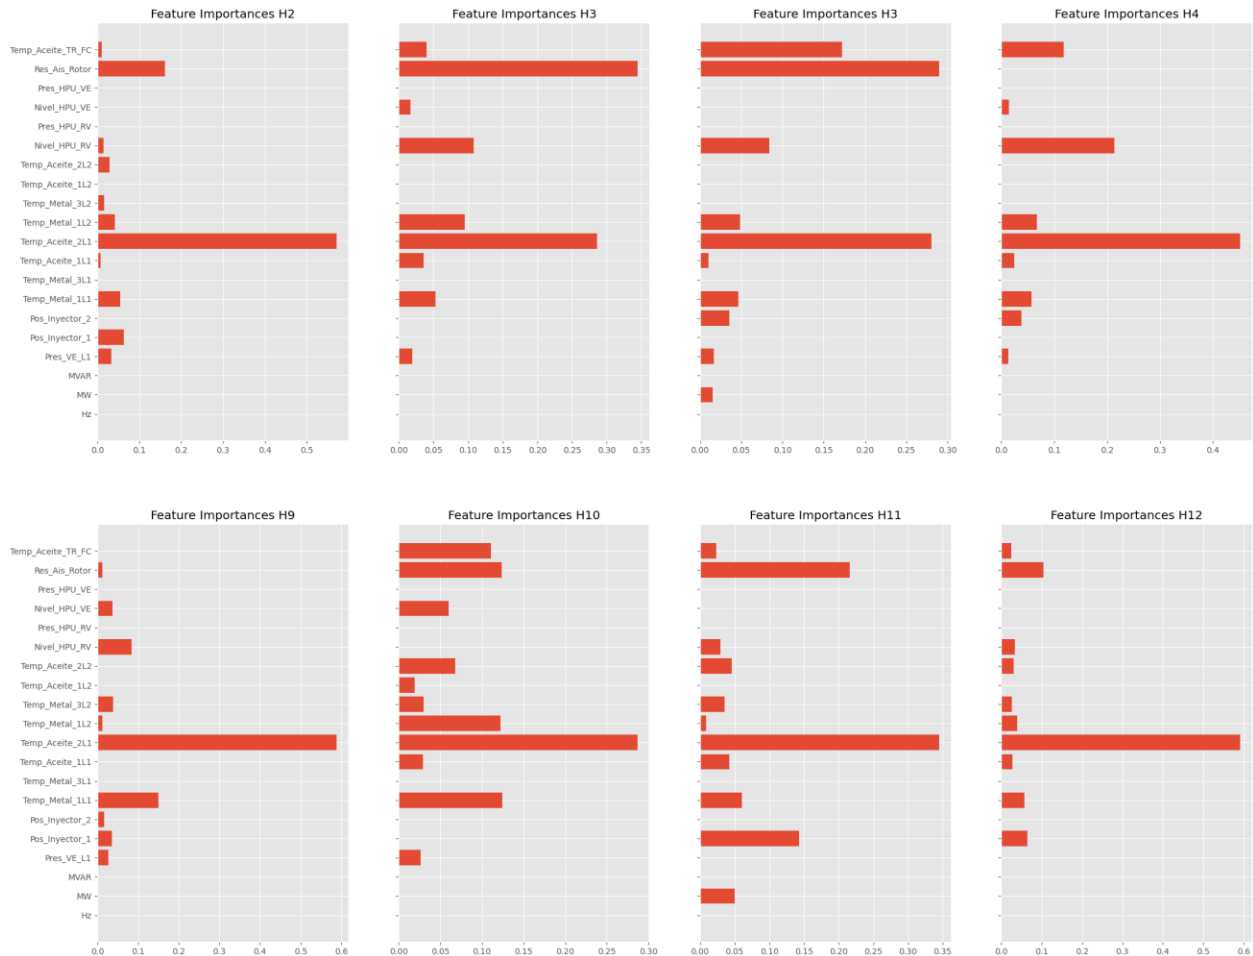 Feature Importances H2
Feature Importances H3
Feature Importances H3
Feature Importances H4
Temp_Aceite_TR_FC
Res_Ais_Rotor
Pres_HPU_VE
Nivel_HPU_VE
Pres_HPU_RV
Nivel_HPU_RV
Temp_Aceite_2L2
Temp_Aceite_1L2
Temp_Metal_3L2
Temp_Metal_1L2
Temp_Aceite_2L1
Temp_Aceite_1L1
Temp_Metal_3L1
Temp_Metal_1L1
Pos_Inyector_2
Pos_Inyector_1
Pres_VE_L1
MVAR
MW
Hz
0.0 0.1 0.2 0.3 0.4 0.5
0.00 0.05 0.10 0.15 0.20 0.25 0.30 0.35
0.00 0.05 0.10 0.15 0.20 0.25 0.30
0.0 0.1 0.2 0.3 0.4
Feature Importances H9
Feature Importances H10
Feature Importances H11
Feature Importances H12
Temp_Aceite_TR_FC
Res_Ais_Rotor
Pres_HPU_VE
Nivel_HPU_VE
Pres_HPU_RV
Nivel_HPU_RV
Temp_Aceite_2L2
Temp_Aceite_1L2
Temp_Metal_3L2
Temp_Metal_1L2
Temp_Aceite_2L1
Temp_Aceite_1L1
Temp_Metal_3L1
Temp_Metal_1L1
Pos_Inyector_2
Pos_Inyector_1
Pres_VE_L1
MVAR
MW
Hz
0.0 0.1 0.2 0.3 0.4 0.5 0.6
0.00 0.05 0.10 0.15 0.20 0.25 0.30
0.00 0.05 0.10 0.15 0.20 0.25 0.30 0.35
0.0 0.1 0.2 0.3 0.4 0.5 0.6